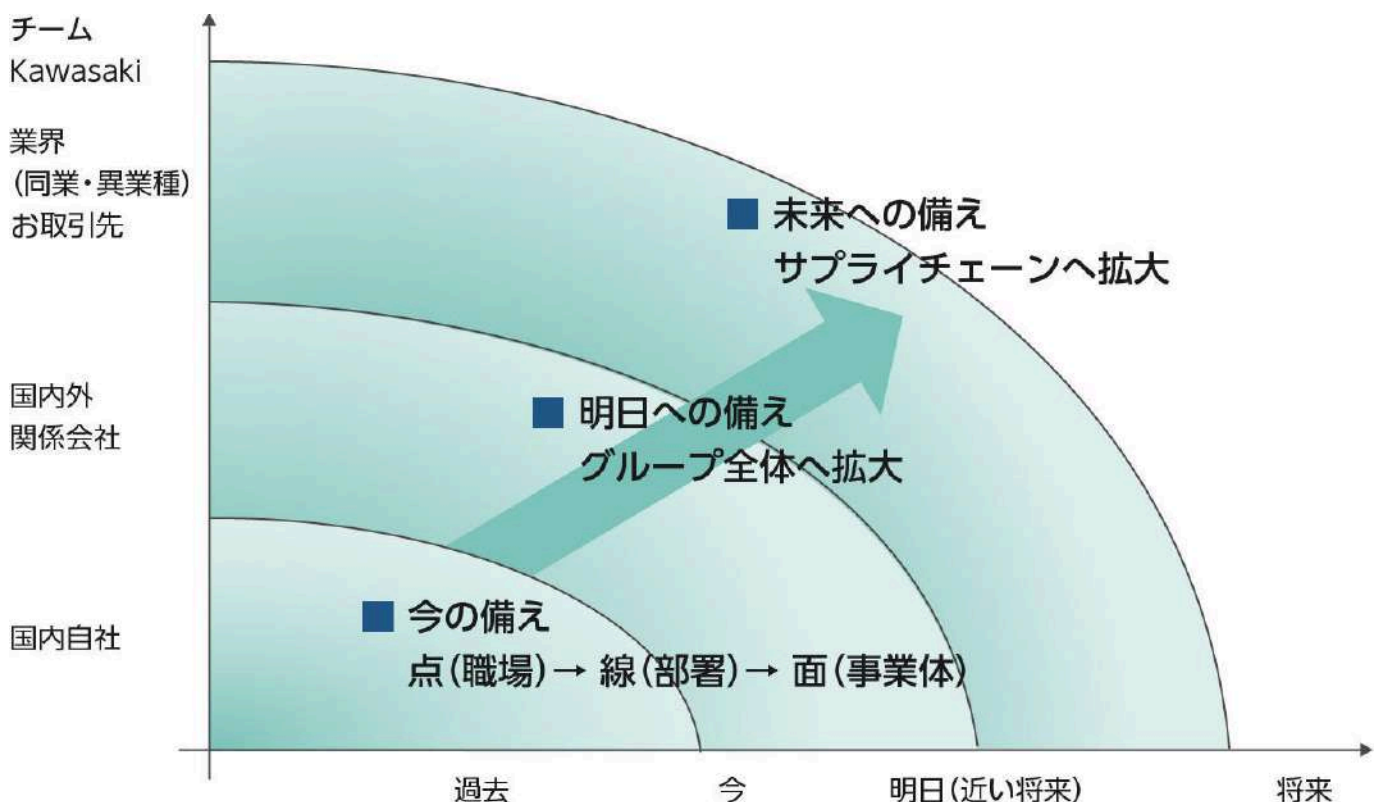 チーム
Kawasaki
業界
(同業・異業種)
お取引先
国内外
関係会社
国内自社
■ 未来への備え
サプライチェーンへ拡大
■ 明日への備え
グループ全体へ拡大
■ 今の備え
点(職場)→ 線(部署)→ 面(事業体)
過去
今
明日(近い将来)
将来